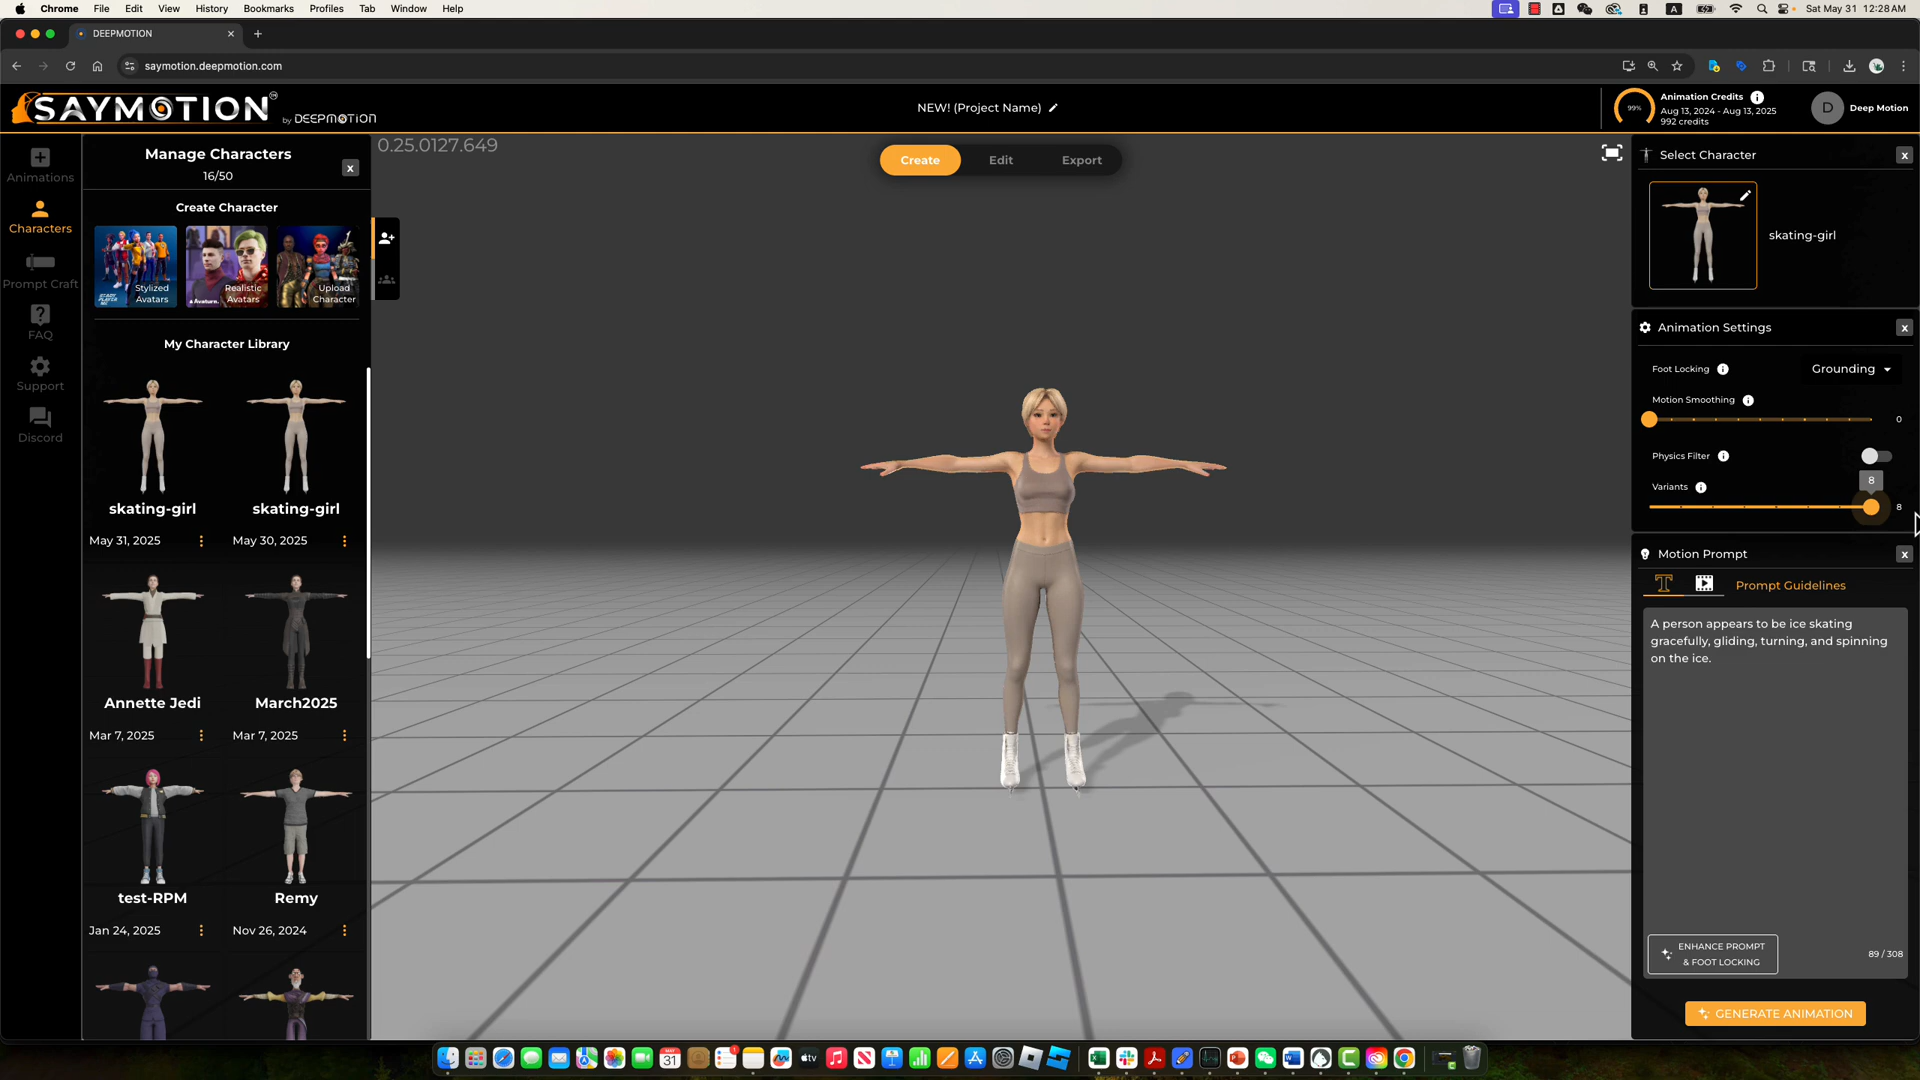 Chrome File Edit View History Bookmarks Profiles Tab Window Help
Sat May 31 12:28 AM
DEEPMOTION
saymotion.deepmotion.com
SAYMOTION
by DEEPMOTION
NEW! (Project Name)
99%
Animation Credits
Aug 13, 2024 - Aug 13, 2025
992 credits
D
Deep Motion
Animations
Characters
Prompt Craft
FAQ
Support
Discord
Manage Characters
16/50
x
Create Character
Stylized
Avatars
Realistic
Avatars
Upload
Character
My Character Library
skating-girl
May 31, 2025
skating-girl
May 30, 2025
Annette Jedi
Mar 7, 2025
March2025
Mar 7, 2025
test-RPM
Jan 24, 2025
Remy
Nov 26, 2024
0.25.0127.649
Create
Edit
Export
Select Character
x
skating-girl
Animation Settings
x
Foot Locking
Grounding
Motion Smoothing
0
Physics Filter
8
Variants
8
Motion Prompt
x
Prompt Guidelines
A person appears to be ice skating
gracefully, gliding, turning, and spinning
on the ice.
ENHANCE PROMPT
& FOOT LOCKING
89 / 308
GENERATE ANIMATION